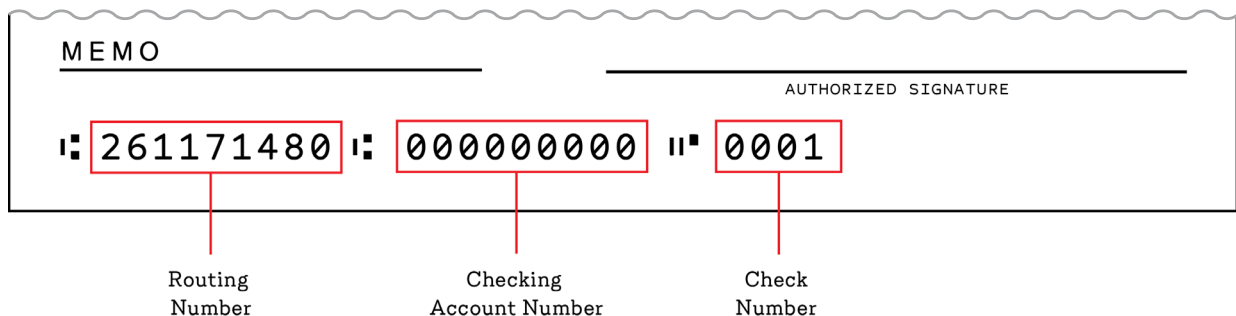 MEMO
AUTHORIZED SIGNATURE
⑆ 261171480 ⑆ 000000000 ⑈ 0001
Routing Number
Checking Account Number
Check Number